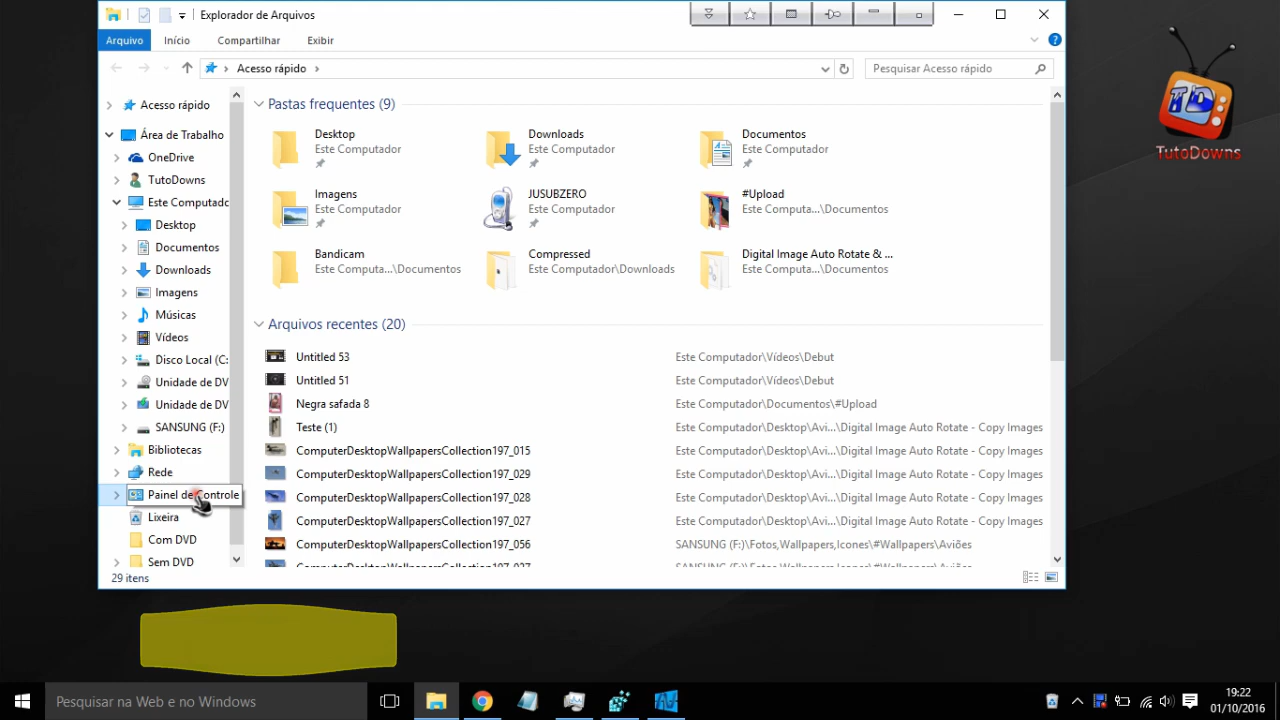 Explorador de Arquivos
Arquivo Início Compartilhar Exibir
Acesso rápido
Pesquisar Acesso rápido
Acesso rápido
Área de Trabalho
OneDrive
TutoDowns
Este Computado
Desktop
Documentos
Downloads
Imagens
Músicas
Vídeos
Disco Local (C:
Unidade de DV
Unidade de DV
SANSUNG (F:)
Bibliotecas
Rede
Painel de Controle
Lixeira
Com DVD
Sem DVD
29 itens
Pastas frequentes (9)
Desktop
Este Computador
Downloads
Este Computador
Documentos
Este Computador
Imagens
Este Computador
JUSUBZERO
Este Computador
#Upload
Este Computa...\Documentos
Bandicam
Este Computa...\Documentos
Compressed
Este Computador\Downloads
Digital Image Auto Rotate & ...
Este Computa...\Documentos
Arquivos recentes (20)
Untitled 53 Este Computador\Vídeos\Debut
Untitled 51 Este Computador\Vídeos\Debut
Negra safada 8 Este Computador\Documentos\#Upload
Teste (1) Este Computador\Desktop\Avi...\Digital Image Auto Rotate - Copy Images
ComputerDesktopWallpapersCollection197_015 Este Computador\Desktop\Avi...\Digital Image Auto Rotate - Copy Images
ComputerDesktopWallpapersCollection197_029 Este Computador\Desktop\Avi...\Digital Image Auto Rotate - Copy Images
ComputerDesktopWallpapersCollection197_028 Este Computador\Desktop\Avi...\Digital Image Auto Rotate - Copy Images
ComputerDesktopWallpapersCollection197_027 Este Computador\Desktop\Avi...\Digital Image Auto Rotate - Copy Images
ComputerDesktopWallpapersCollection197_056 SANSUNG (F:)\Fotos,Wallpapers,Icones\#Wallpapers\Aviões
TD
TutoDowns
Pesquisar na Web e no Windows
19:22
01/10/2016